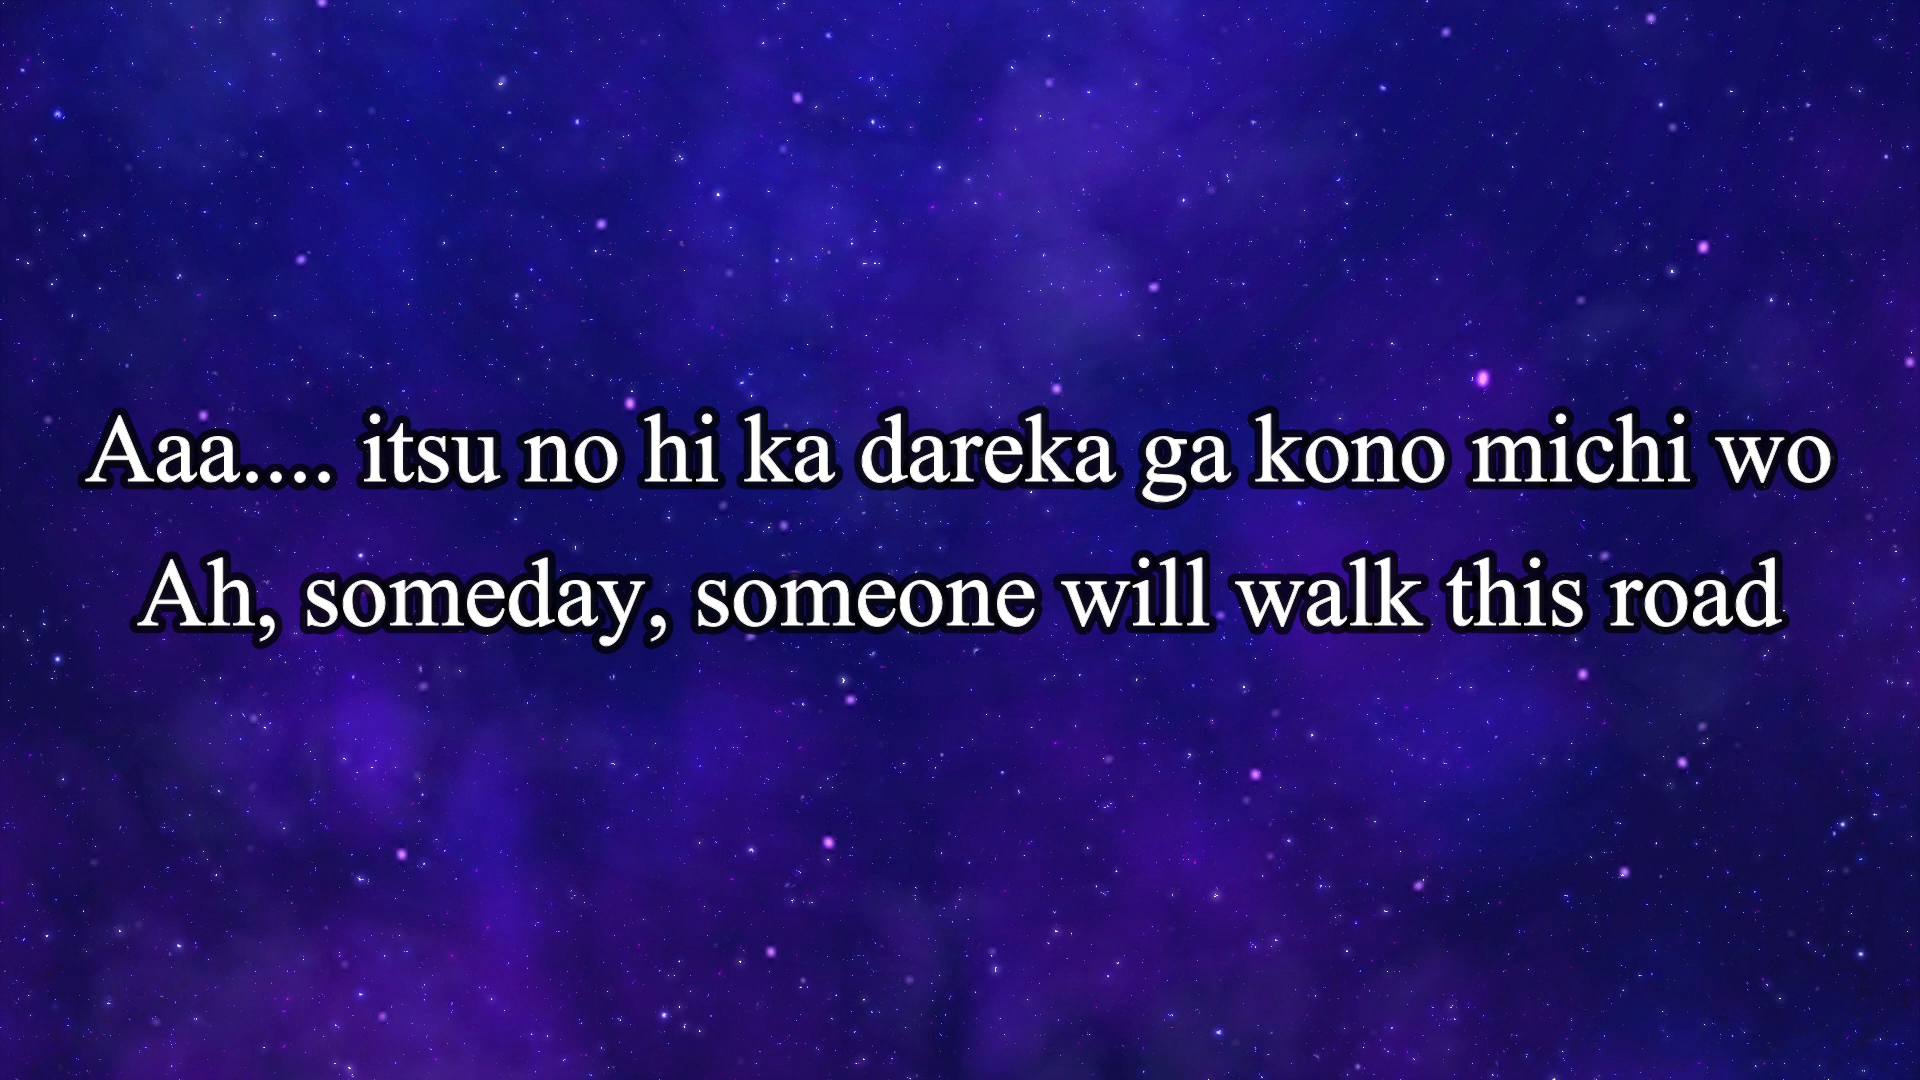 Aaa.... itsu no hi ka dareka ga kono michi wo
Ah, someday, someone will walk this road